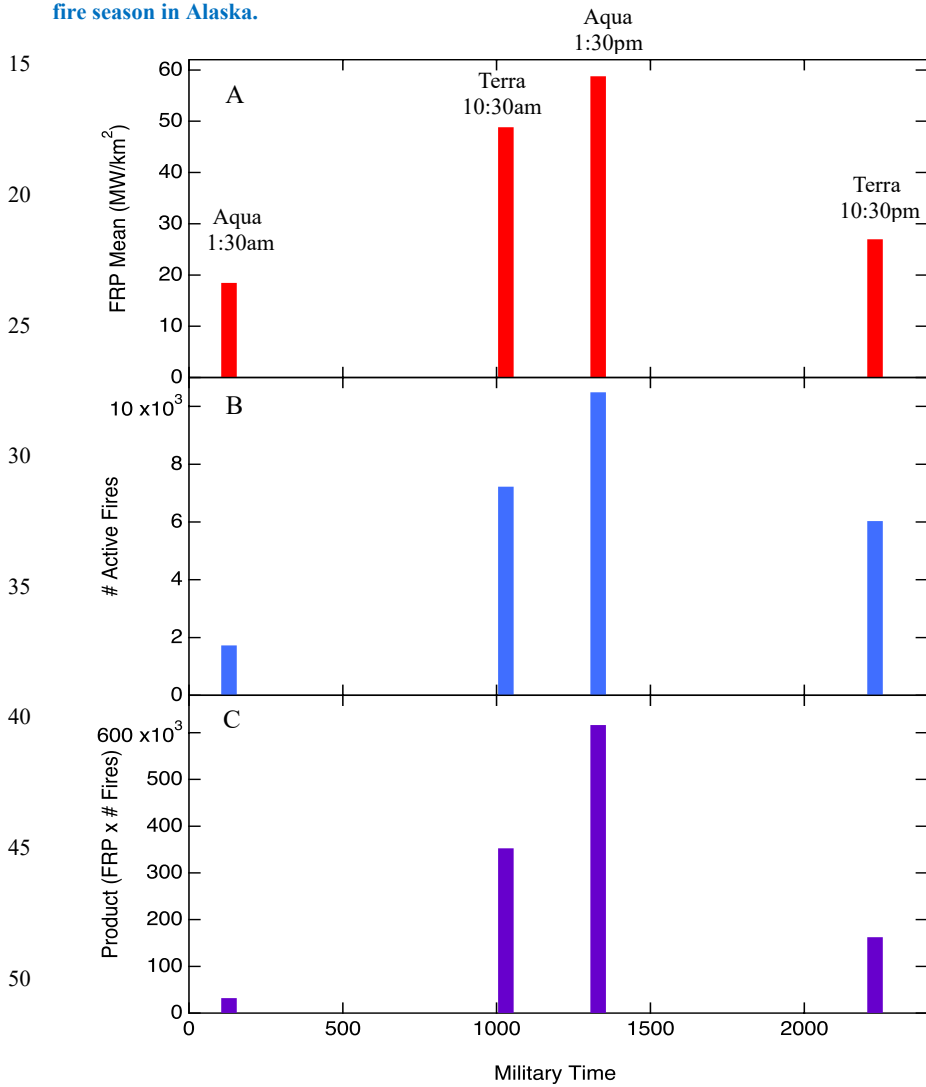 fire season in Alaska.
15
20
25
30
35
40
45
50
A
Aqua
1:30am
Terra
10:30am
Aqua
1:30pm
Terra
10:30pm
FRP Mean (MW/km²)
60
50
40
30
20
10
0
B
# Active Fires
10 x10³
8
6
4
2
0
C
Product (FRP x # Fires)
600 x10³
500
400
300
200
100
0
0 500 1000 1500 2000
Military Time